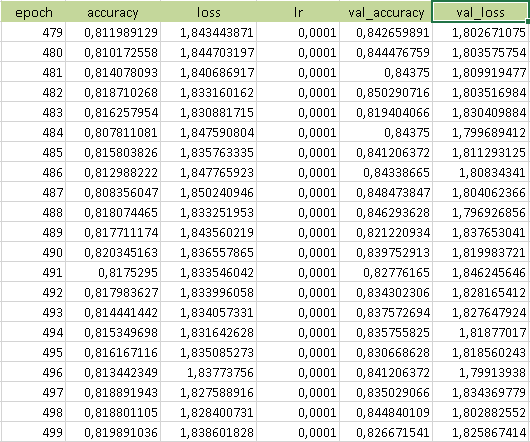 epoch accuracy loss lr val_accuracy val_loss
479 0,811989129 1,843443871 0,0001 0,842659891 1,802671075
480 0,810172558 1,844703197 0,0001 0,844476759 1,803575754
481 0,814078093 1,840686917 0,0001 0,84375 1,809919477
482 0,818710268 1,833160162 0,0001 0,850290716 1,803516984
483 0,816257954 1,830881715 0,0001 0,819404066 1,830409884
484 0,807811081 1,847590804 0,0001 0,84375 1,799689412
485 0,815803826 1,835763335 0,0001 0,841206372 1,811293125
486 0,812988222 1,847765923 0,0001 0,84338665 1,80834341
487 0,808356047 1,850240946 0,0001 0,848473847 1,804062366
488 0,818074465 1,833251953 0,0001 0,846293628 1,796926856
489 0,817711174 1,843560219 0,0001 0,821220934 1,837653041
490 0,820345163 1,836557865 0,0001 0,839752913 1,819983721
491 0,8175295 1,833546042 0,0001 0,82776165 1,846245646
492 0,817983627 1,833996058 0,0001 0,834302306 1,828165412
493 0,814441442 1,834057331 0,0001 0,837572694 1,827647924
494 0,815349698 1,831642628 0,0001 0,835755825 1,81877017
495 0,816167116 1,835085273 0,0001 0,830668628 1,818560243
496 0,813442349 1,83773756 0,0001 0,841206372 1,79913938
497 0,818891943 1,827588916 0,0001 0,835029066 1,834369779
498 0,818801105 1,828400731 0,0001 0,844840109 1,802882552
499 0,819891036 1,838601828 0,0001 0,826671541 1,825867414